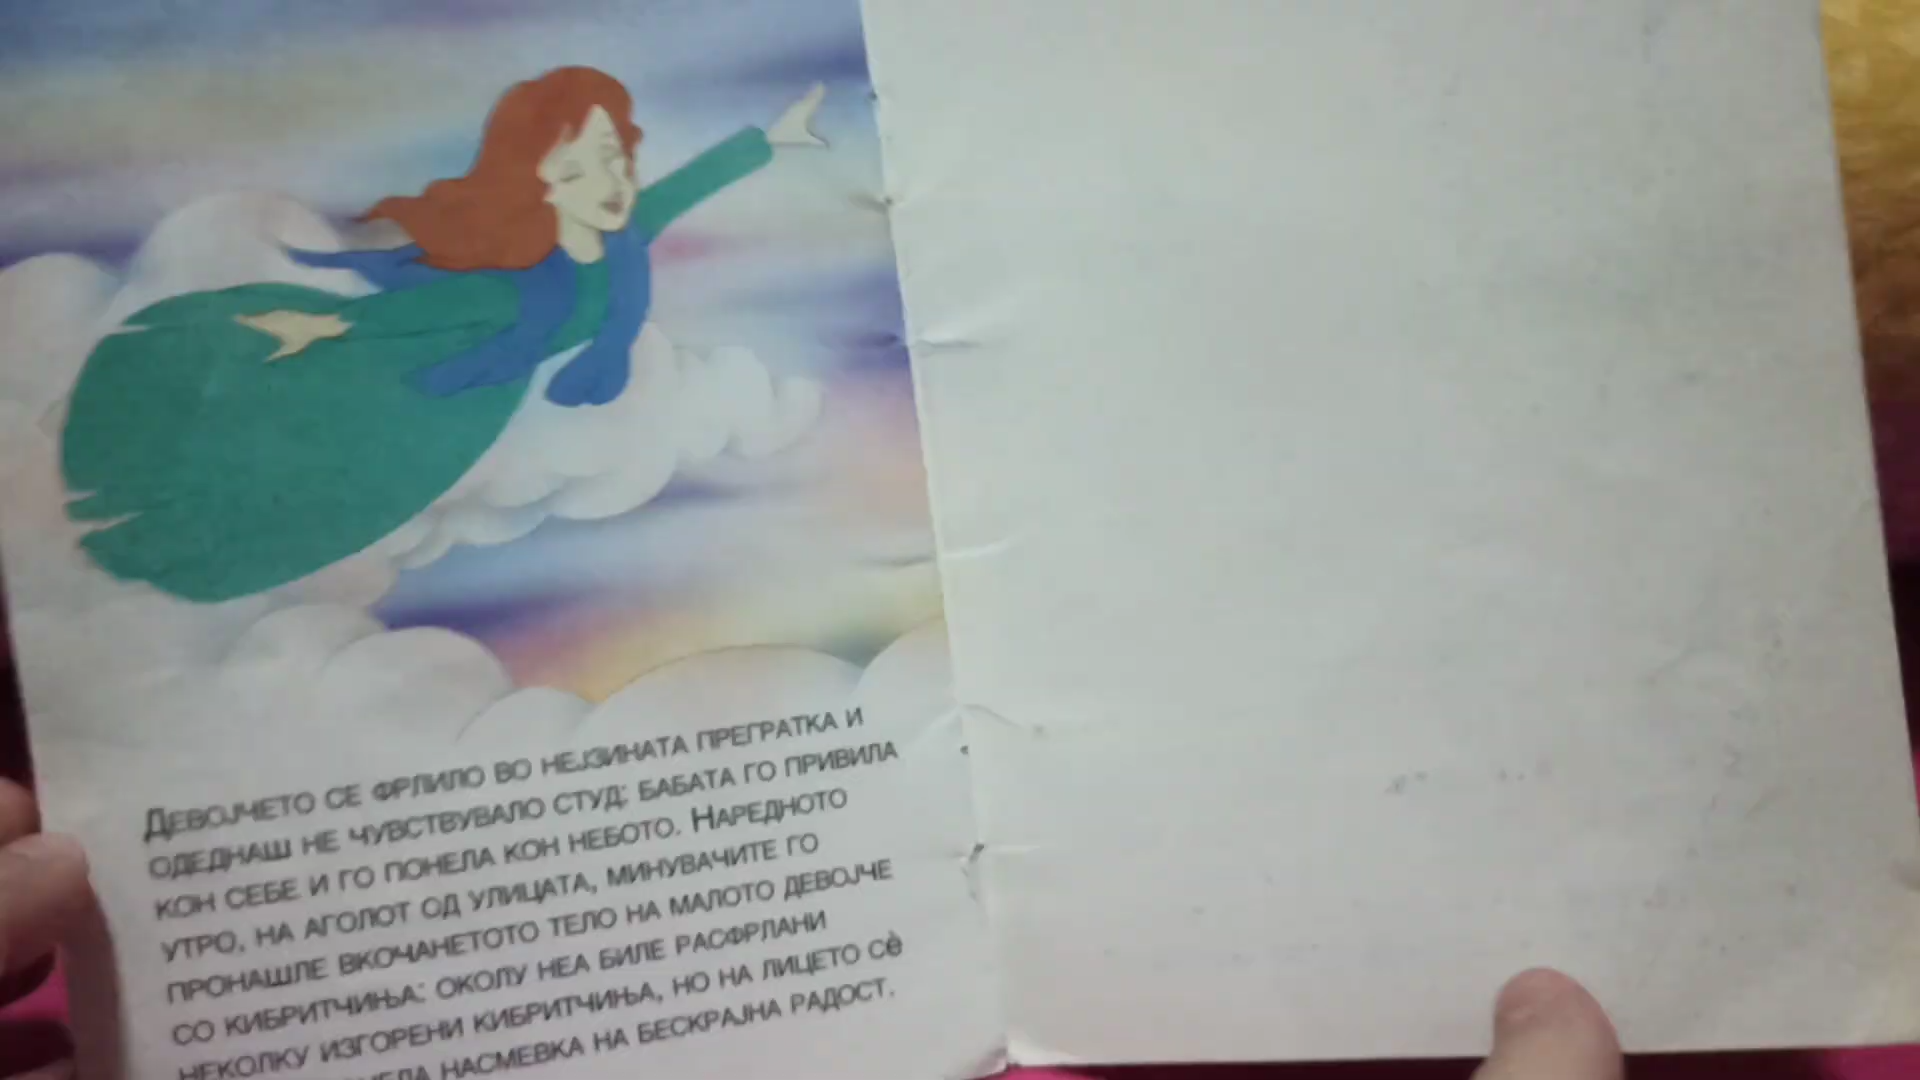 ДЕВОЈЧЕТО СЕ ФРЛИЛО ВО НЕЈЗИНАТА ПРЕГРАТКА И
ОДЕДНАШ НЕ ЧУВСТВУВАЛО СТУД: БАБАТА ГО ПРИВИЛА
КОН СЕБЕ И ГО ПОНЕЛА КОН НЕБОТО. НАРЕДНОТО
УТРО, НА АГОЛОТ ОД УЛИЦАТА, МИНУВАЧИТЕ ГО
ПРОНАШЛЕ ВКОЧАНЕТОТО ТЕЛО НА МАЛОТО ДЕВОЈЧЕ
СО КИБРИТЧИЊА: ОКОЛУ НЕА БИЛЕ РАСФРЛАНИ
НЕКОЛКУ ИЗГОРЕНИ КИБРИТЧИЊА, НО НА ЛИЦЕТО СÈ
НАСМЕВКА НА БЕСКРАЈНА РАДОСТ.